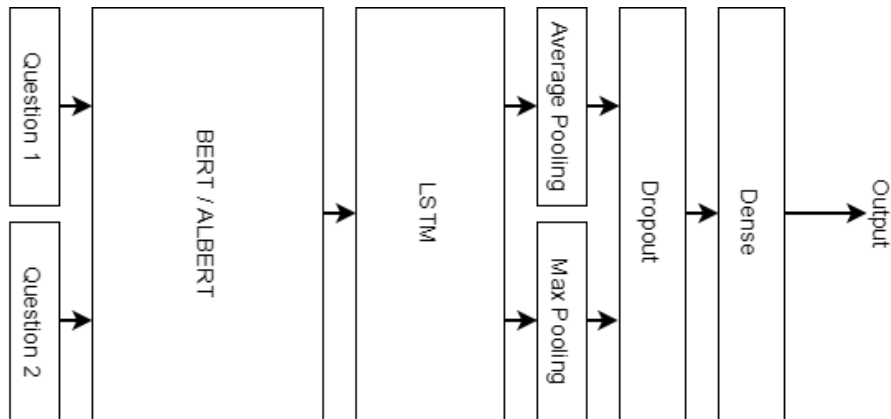 Question 1
Question 2
BERT / ALBERT
LSTM
Average Pooling
Max Pooling
Dropout
Dense
Output